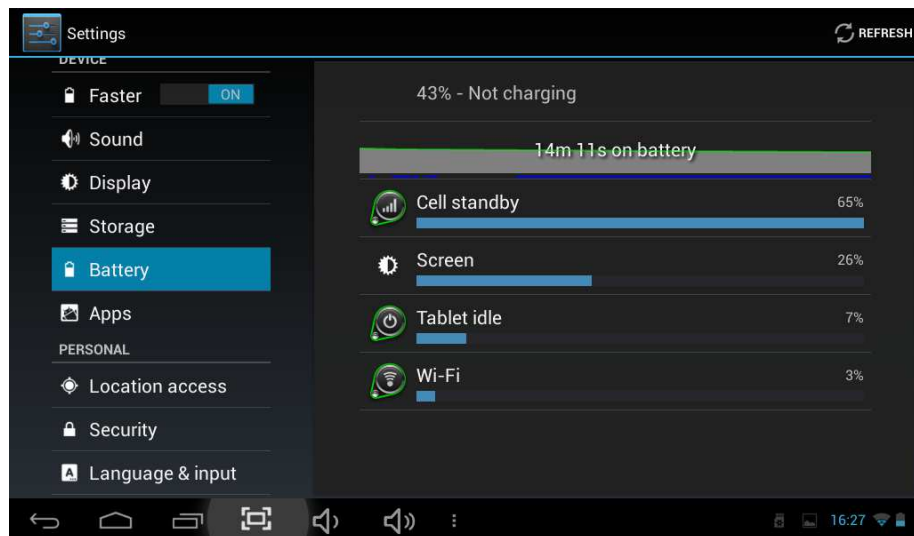 Settings
REFRESH
DEVICE
Faster ON
Sound
Display
Storage
Battery
Apps
PERSONAL
Location access
Security
Language & input
43% - Not charging
14m 11s on battery
Cell standby 65%
Screen 26%
Tablet idle 7%
Wi-Fi 3%
A
16:27